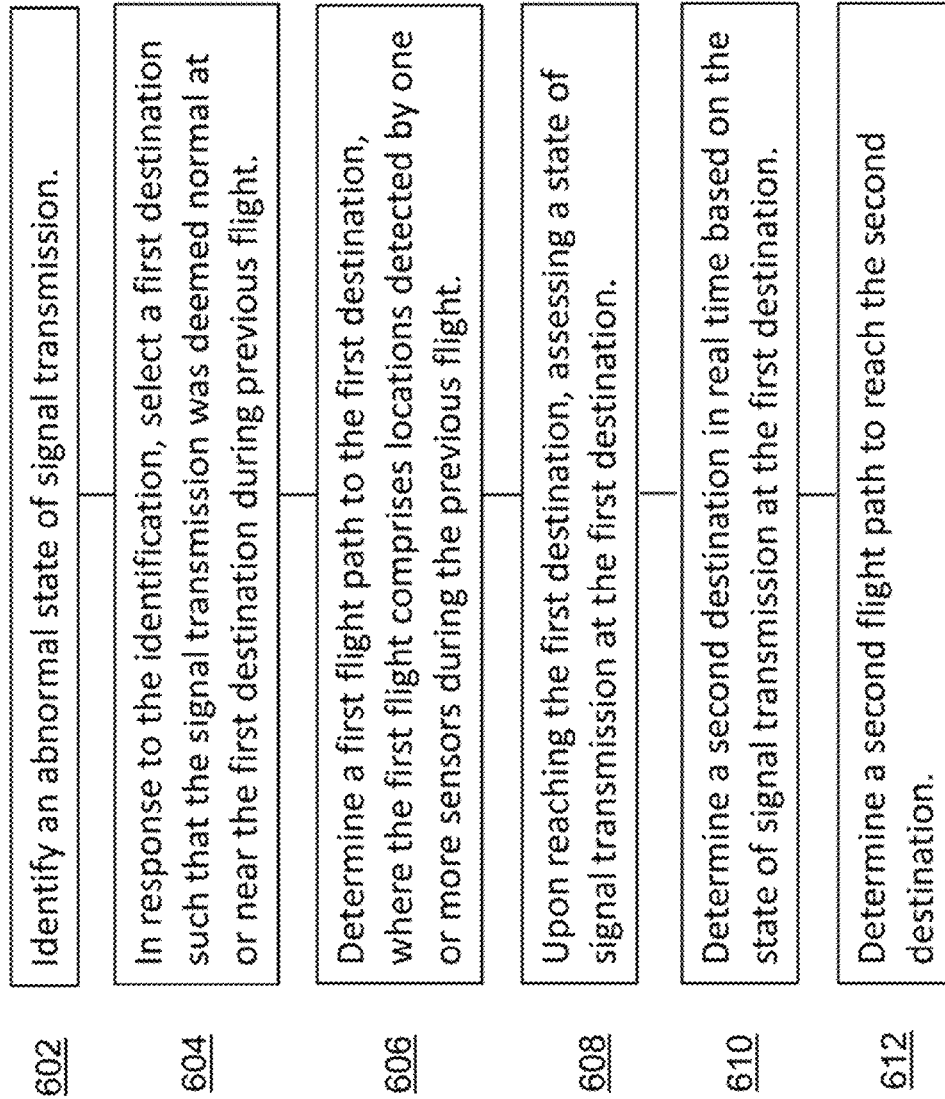 602
Identify an abnormal state of signal transmission.
604
In response to the identification, select a first destination
such that the signal transmission was deemed normal at
or near the first destination during previous flight.
606
Determine a first flight path to the first destination,
where the first flight comprises locations detected by one
or more sensors during the previous flight.
608
Upon reaching the first destination, assessing a state of
signal transmission at the first destination.
610
Determine a second destination in real time based on the
state of signal transmission at the first destination.
612
Determine a second flight path to reach the second
destination.